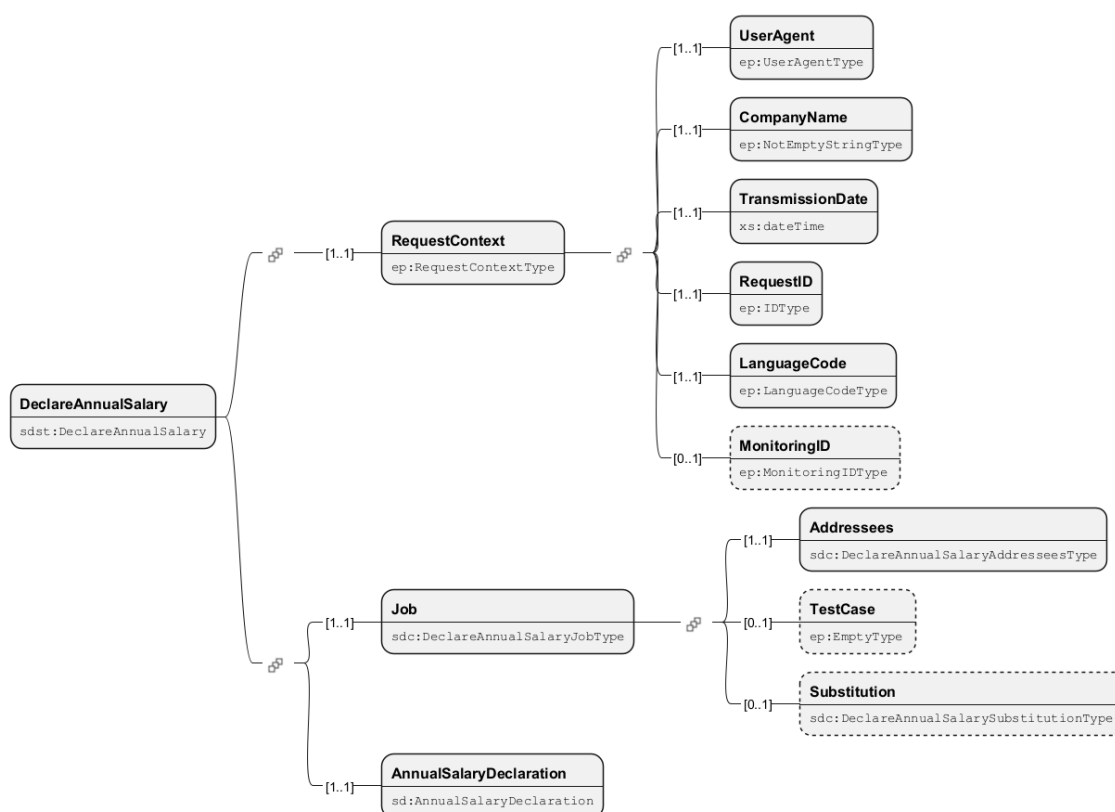 UserAgent
[1..1]
ep:UserAgentType
CompanyName
[1..1]
ep:NotEmptyStringType
TransmissionDate
[1..1]
xs:dateTime
RequestContext
[1..1]
ep:RequestContextType
RequestID
[1..1]
ep:IDType
LanguageCode
[1..1]
ep:LanguageCodeType
DeclareAnnualSalary
sdst:DeclareAnnualSalary
MonitoringID
[0..1]
ep:MonitoringIDType
Addressees
[1..1]
sdc:DeclareAnnualSalaryAddresseesType
Job
[1..1]
sdc:DeclareAnnualSalaryJobType
TestCase
[0..1]
ep:EmptyType
Substitution
[0..1]
sdc:DeclareAnnualSalarySubstitutionType
AnnualSalaryDeclaration
[1..1]
sd:AnnualSalaryDeclaration